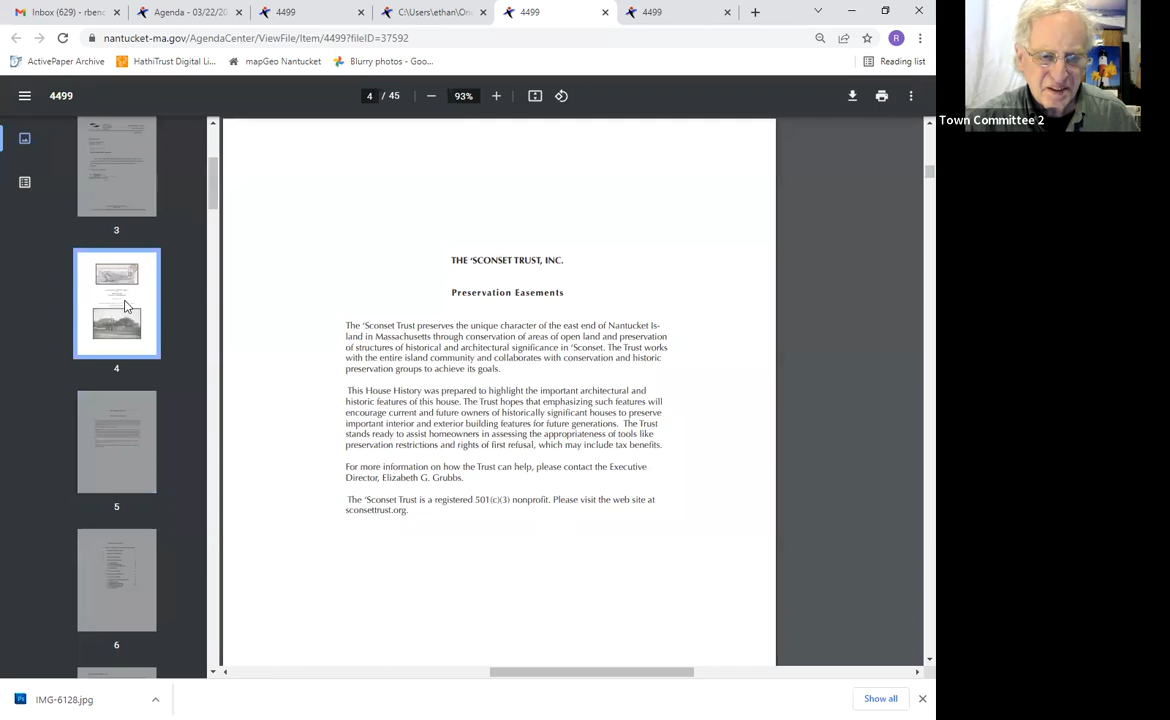 Inbox (629) - rbenc
Agenda - 03/22/20
4499
C:\Users\ethan\On
4499
4499
nantucket-ma.gov/AgendaCenter/ViewFile/Item/4499?fileID=37592
R
ActivePaper Archive
HathiTrust Digital Li...
mapGeo Nantucket
Blurry photos - Goo...
Reading list
4499
4 / 45
93%
Town Committee 2
3
4
5
6
THE 'SCONSET TRUST, INC.
Preservation Easements
The 'Sconset Trust preserves the unique character of the east end of Nantucket Is-
land in Massachusetts through conservation of areas of open land and preservation
of structures of historical and architectural significance in 'Sconset. The Trust works
with the entire island community and collaborates with conservation and historic
preservation groups to achieve its goals.
This House History was prepared to highlight the important architectural and
historic features of this house. The Trust hopes that emphasizing such features will
encourage current and future owners of historically significant houses to preserve
important interior and exterior building features for future generations. The Trust
stands ready to assist homeowners in assessing the appropriateness of tools like
preservation restrictions and rights of first refusal, which may include tax benefits.
For more information on how the Trust can help, please contact the Executive
Director, Elizabeth G. Grubbs.
The 'Sconset Trust is a registered 501(c)(3) nonprofit. Please visit the web site at
sconsettrust.org.
IMG-6128.jpg
Show all